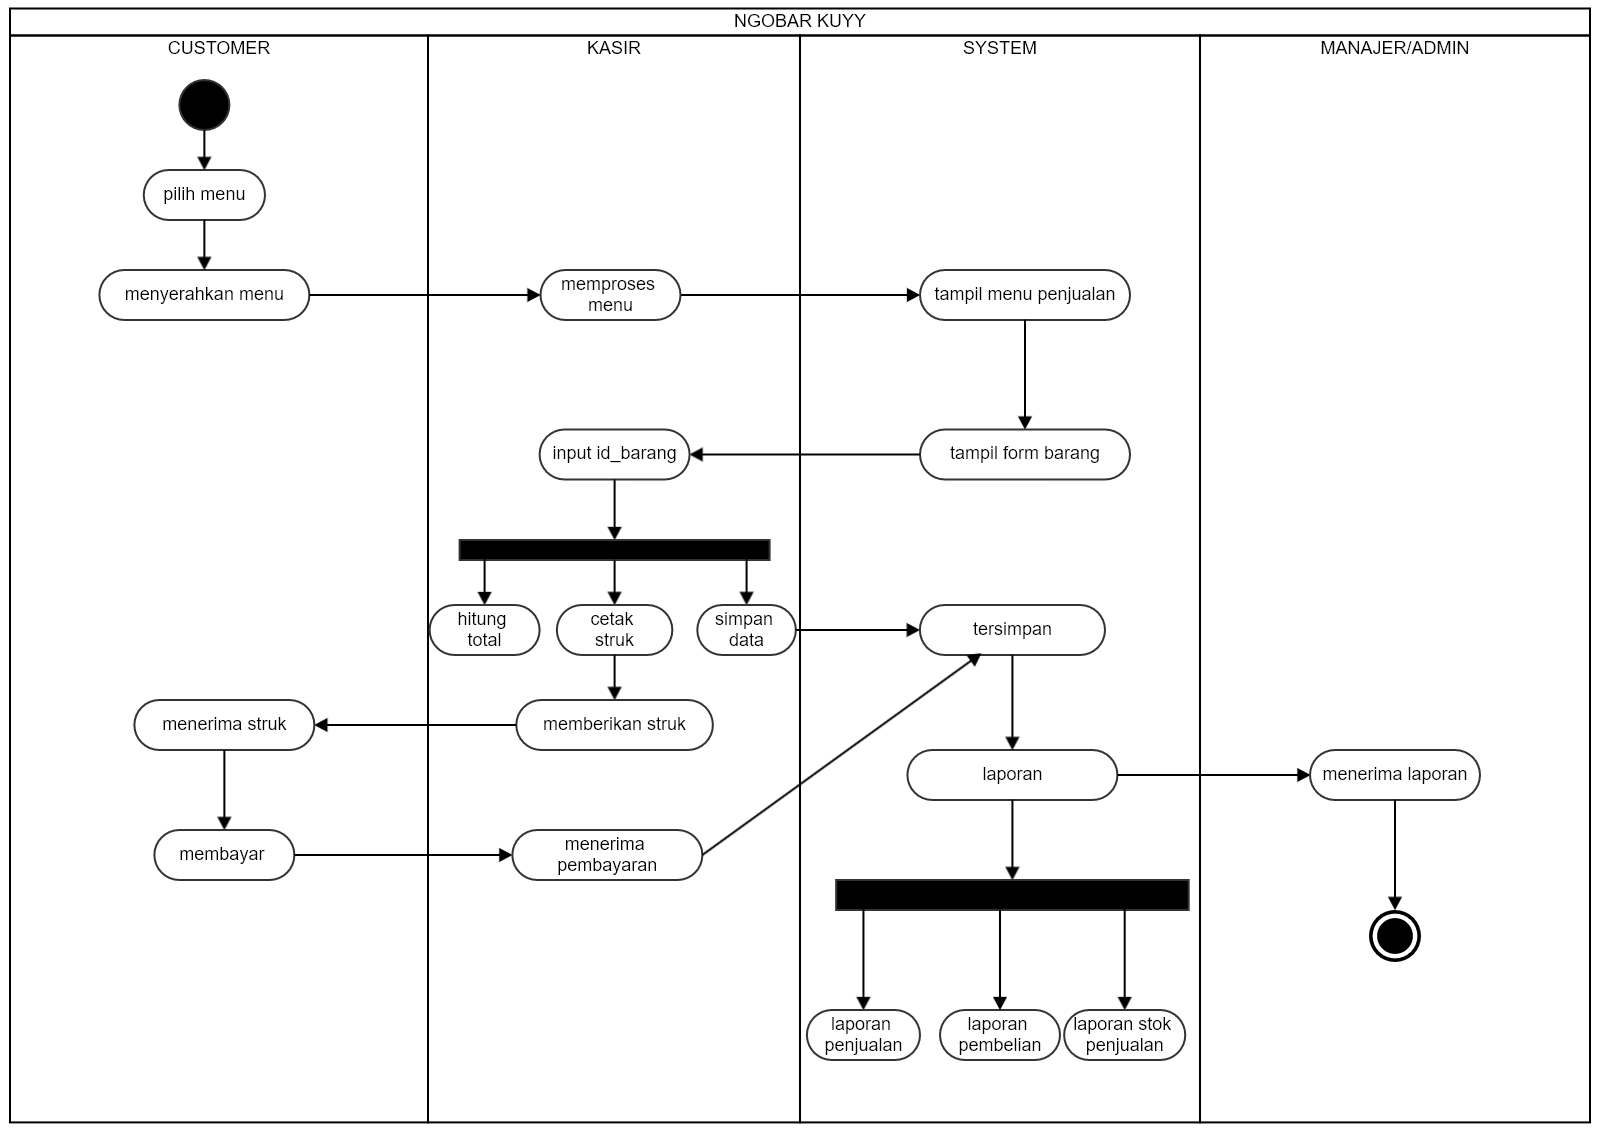 NGOBAR KUYY
CUSTOMER
KASIR
SYSTEM
MANAJER/ADMIN
pilih menu
menyerahkan menu
memproses
menu
tampil menu penjualan
input id_barang
tampil form barang
hitung
total
cetak
struk
simpan
data
tersimpan
menerima struk
memberikan struk
laporan
menerima laporan
membayar
menerima
pembayaran
laporan
penjualan
laporan
pembelian
laporan stok
penjualan